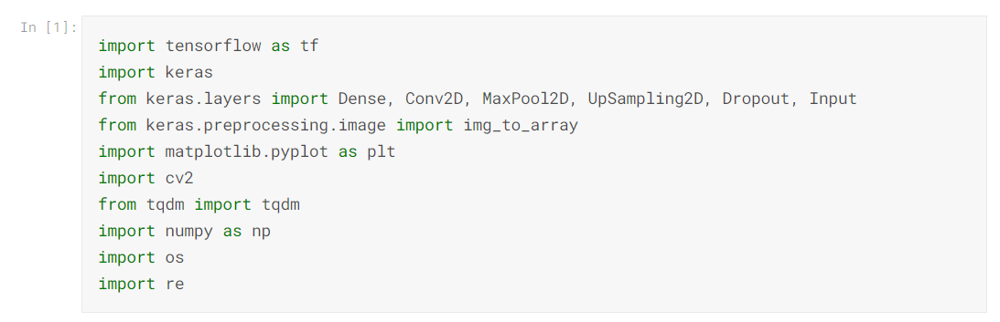 In [1]:
import tensorflow as tf
import keras
from keras.layers import Dense, Conv2D, MaxPool2D, UpSampling2D, Dropout, Input
from keras.preprocessing.image import img_to_array
import matplotlib.pyplot as plt
import cv2
from tqdm import tqdm
import numpy as np
import os
import re